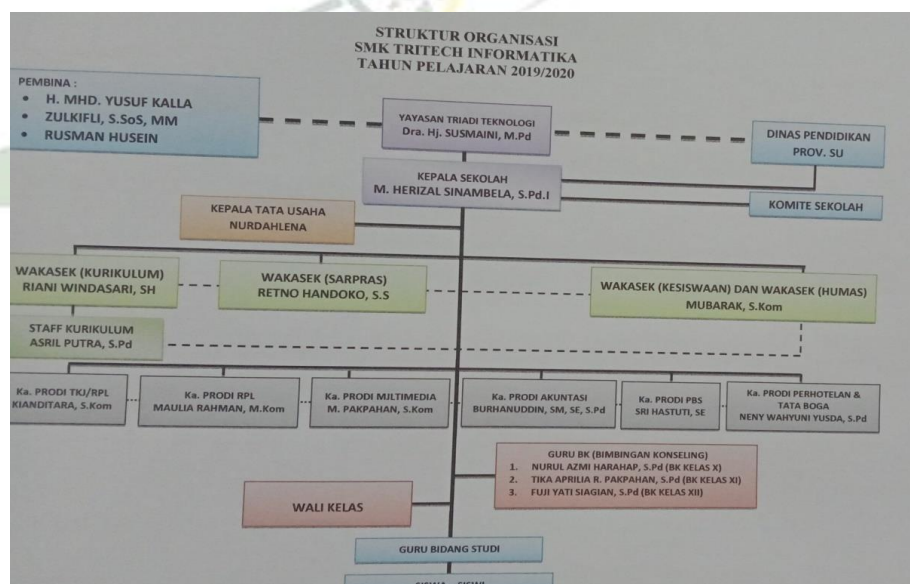 STRUKTUR ORGANISASI
SMK TRITECH INFORMATIKA
TAHUN PELAJARAN 2019/2020
PEMBINA :
• H. MHD. YUSUF KALLA
• ZULKIFLI, S.SoS, MM
• RUSMAN HUSEIN
YAYASAN TRIADI TEKNOLOGI
Dra. Hj. SUSMAINI, M.Pd
DINAS PENDIDIKAN
PROV. SU
KEPALA SEKOLAH
M. HERIZAL SINAMBELA, S.Pd.I
KOMITE SEKOLAH
KEPALA TATA USAHA
NURDAHLENA
WAKASEK (KURIKULUM)
RIANI WINDASARI, SH
WAKASEK (SARPRAS)
RETNO HANDOKO, S.S
WAKASEK (KESISWAAN) DAN WAKASEK (HUMAS)
MUBARAK, S.Kom
STAFF KURIKULUM
ASRIL PUTRA, S.Pd
Ka. PRODI TKJ/RPL
KIANDITARA, S.Kom
Ka. PRODI RPL
MAULIA RAHMAN, M.Kom
Ka. PRODI MJLTIMEDIA
M. PAKPAHAN, S.Kom
Ka. PRODI AKUNTASI
BURHANUDDIN, SM, SE, S.Pd
Ka. PRODI PBS
SRI HASTUTI, SE
Ka. PRODI PERHOTELAN &
TATA BOGA
NENY WAHYUNI YUSDA, S.Pd
GURU BK (BIMBINGAN KONSELING)
1. NURUL AZMI HARAHAP, S.Pd (BK KELAS X)
2. TIKA APRILIA R. PAKPAHAN, S.Pd (BK KELAS XI)
3. FUJI YATI SIAGIAN, S.Pd (BK KELAS XII)
WALI KELAS
GURU BIDANG STUDI